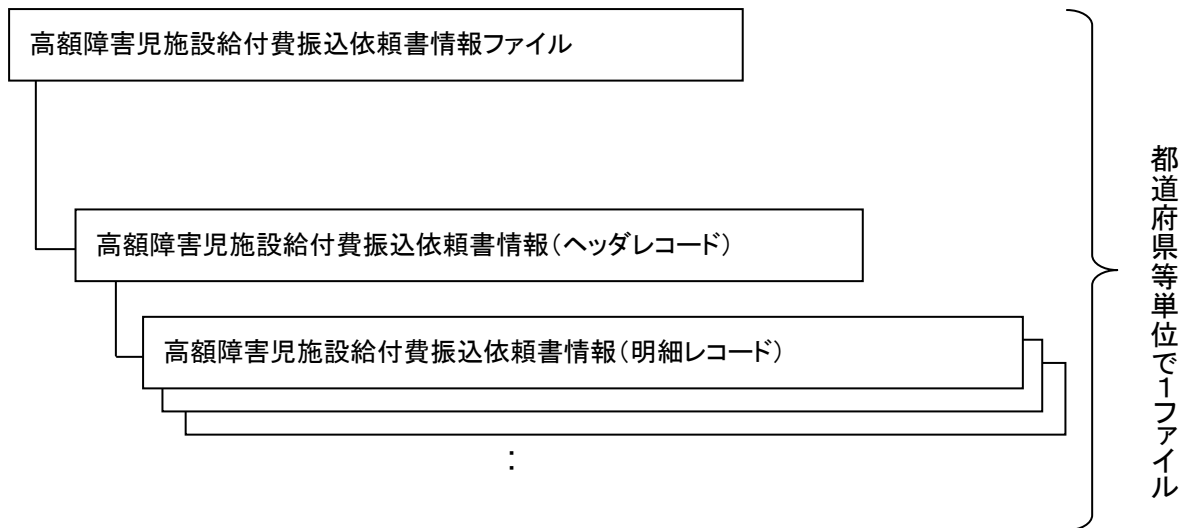 高額障害児施設給付費振込依頼書情報ファイル
高額障害児施設給付費振込依頼書情報(ヘッダレコード)
高額障害児施設給付費振込依頼書情報(明細レコード)
:
都道府県等単位で1ファイル